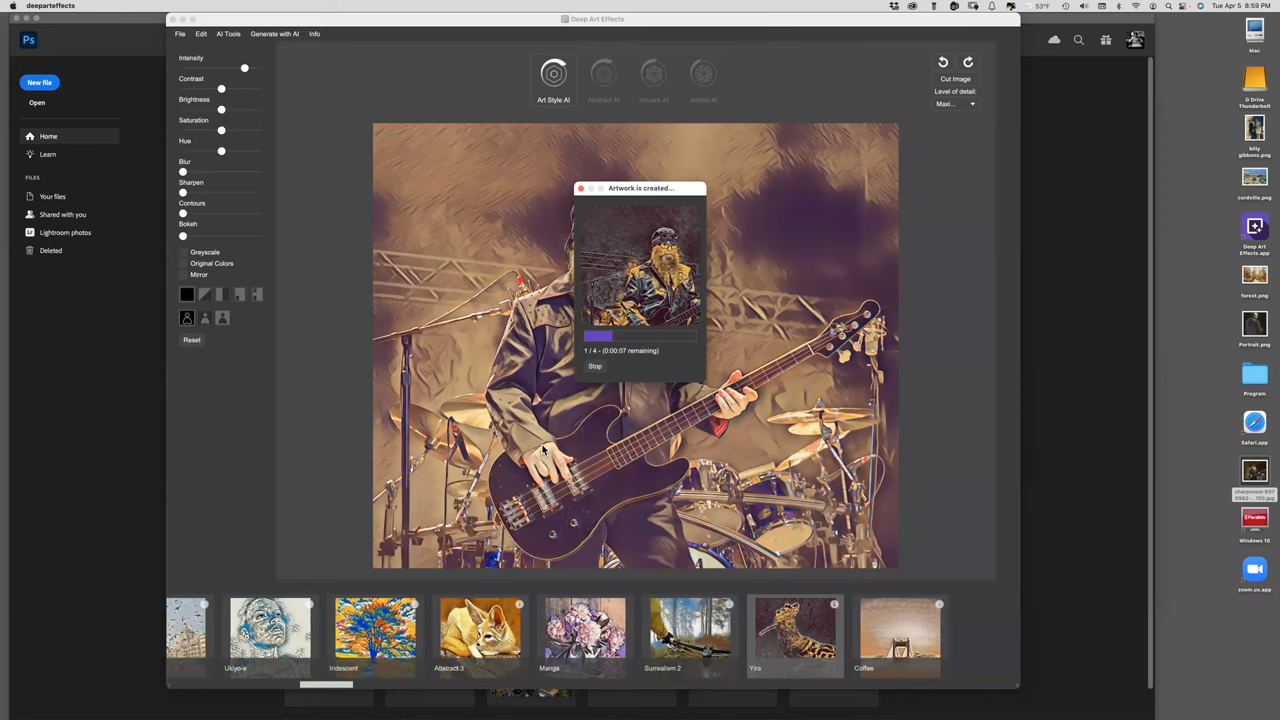 deeparteffects
53°F
Tue Apr 5 8:59 PM
Deep Art Effects
Ps
File Edit AI Tools Generate with AI Info
New file
Open
Home
Learn
FILES
Your files
Shared with you
Lr Lightroom photos
Deleted
Intensity
Contrast
Brightness
Saturation
Hue
Blur
Sharpen
Contours
Bokeh
Greyscale
Original Colors
Mirror
Reset
Art Style AI
Abstract AI
Vincent AI
Artistic AI
Cut Image
Level of detail:
Maxi...
Artwork is created...
1 / 4 - (0:00:07 remaining)
Stop
Ukiyo-e
Iridescent
Abstract 3
Manga
Surrealism 2
Yira
Coffee
Mac
G Drive
Thunderbolt
billy
gibbons.png
cordville.png
Deep Art
Effects.app
forest.png
Portrait.png
Program
Safari.app
Parallels
Windows 10
zoom.us.app